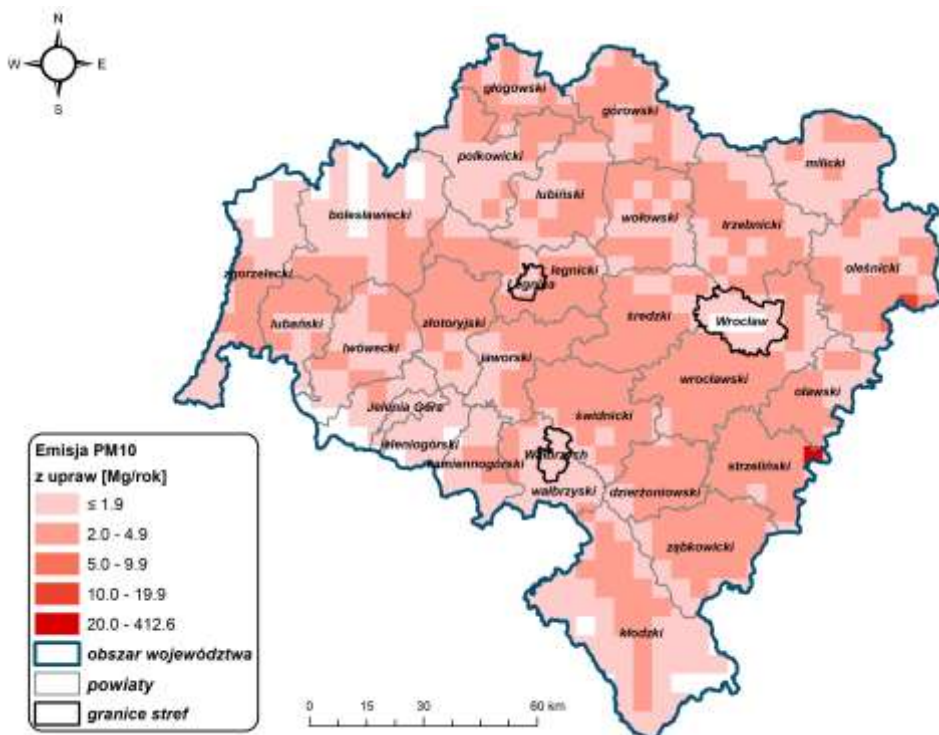 N
W E
S
głogowski
górowski
polkowicki
milicki
lubiński
bolesławiecki
wołowski
trzebnicki
zgorzelecki
legnicki
oleśnicki
Legnica
lubański
złotoryjski
średzki
Wrocław
lwówecki
jaworski
wrocławski
oławski
Jelenia Góra
świdnicki
jeleniogórski
Wałbrzych
kamiennogórski
strzeliński
wałbrzyski
dzierżoniowski
ząbkowicki
kłodzki
Emisja PM10
z upraw [Mg/rok]
≤ 1.9
2.0 - 4.9
5.0 - 9.9
10.0 - 19.9
20.0 - 412.6
obszar województwa
powiaty
granice stref
0 15 30 60 km